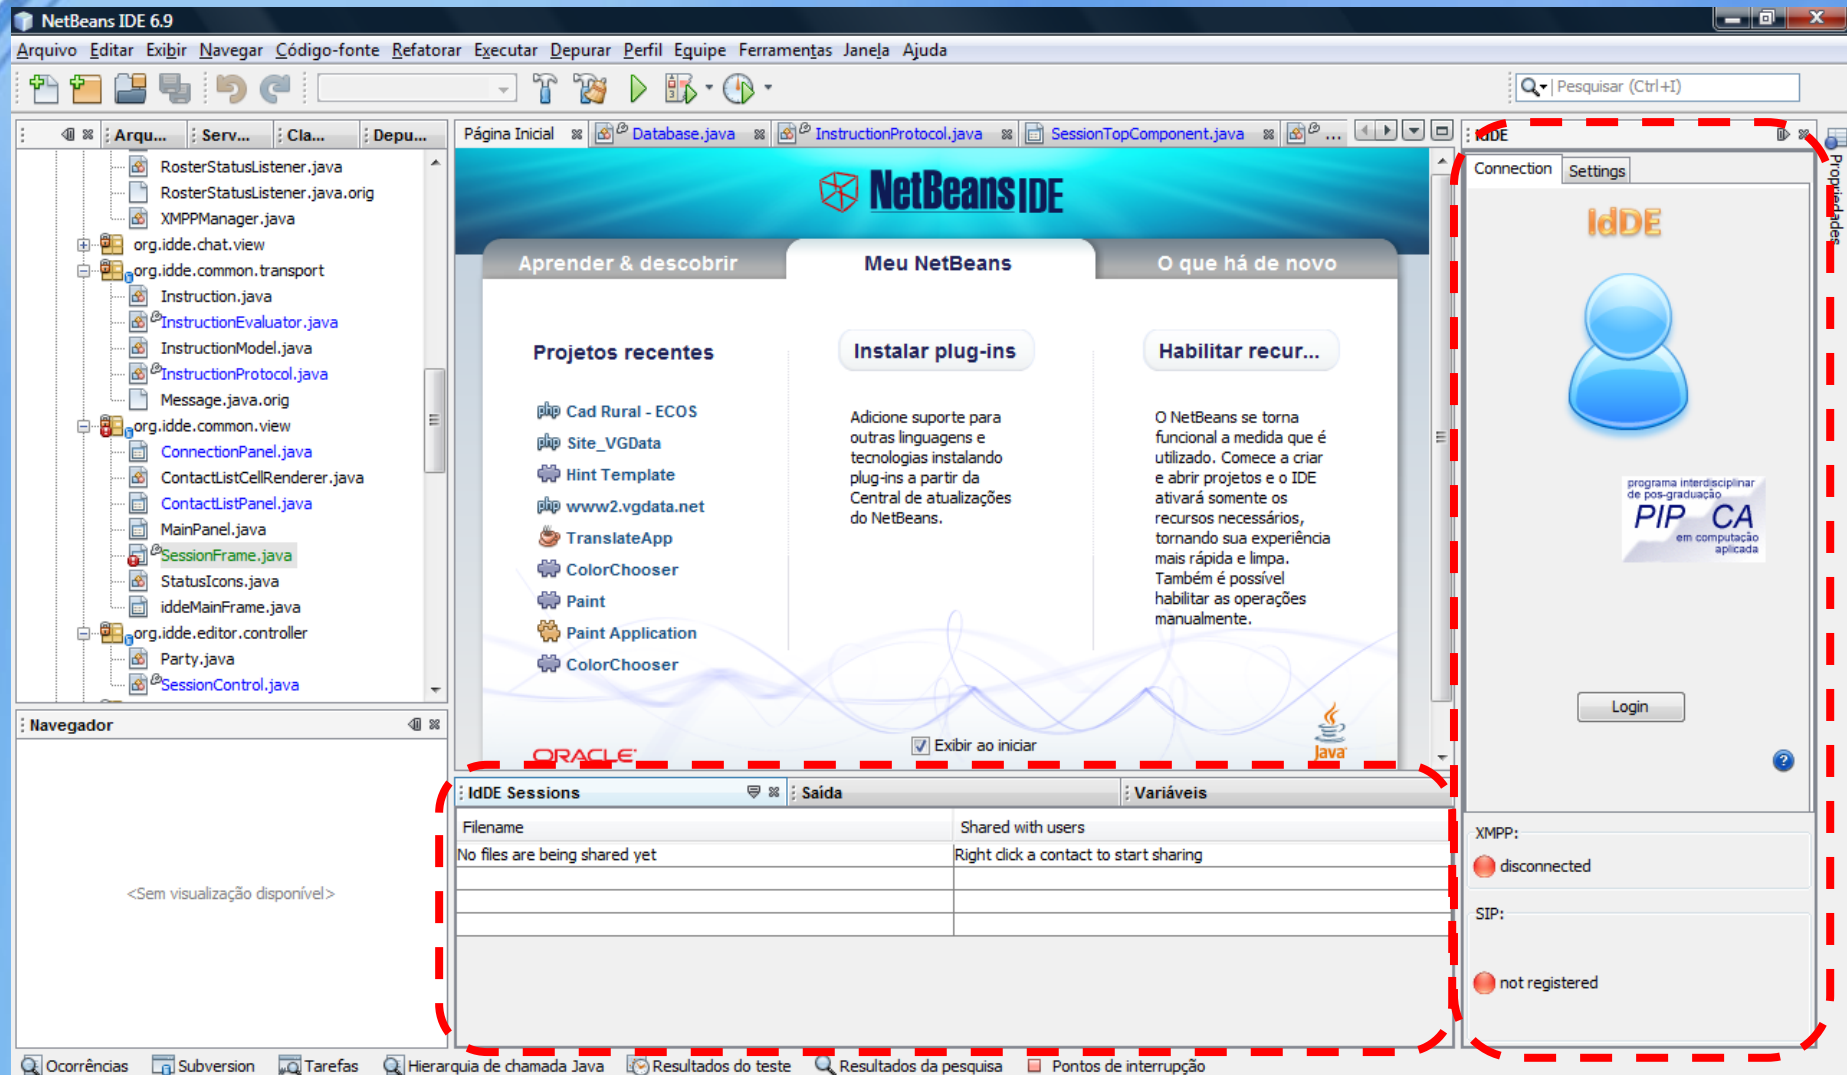 NetBeans IDE 6.9
Arquivo Editar Exibir Navegar Código-fonte Refatorar Executar Depurar Perfil Equipe Ferramentas Janela Ajuda
Pesquisar (Ctrl+I)
Arqu... Serv... Cla... Depu...
RosterStatusListener.java
RosterStatusListener.java.orig
XMPPManager.java
org.idde.chat.view
org.idde.common.transport
Instruction.java
InstructionEvaluator.java
InstructionModel.java
InstructionProtocol.java
Message.java.orig
org.idde.common.view
ConnectionPanel.java
ContactListCellRenderer.java
ContactListPanel.java
MainPanel.java
SessionFrame.java
StatusIcons.java
iddeMainFrame.java
org.idde.editor.controller
Party.java
SessionControl.java
Navegador
<Sem visualização disponível>
Página Inicial Database.java InstructionProtocol.java SessionTopComponent.java ...
NetBeans IDE
Aprender & descobrir Meu NetBeans O que há de novo
Projetos recentes
php Cad Rural - ECOS
php Site_VGData
Hint Template
php www2.vgdata.net
TranslateApp
ColorChooser
Paint
Paint Application
ColorChooser
Instalar plug-ins
Adicione suporte para
outras linguagens e
tecnologias instalando
plug-ins a partir da
Central de atualizações
do NetBeans.
Habilitar recur...
O NetBeans se torna
funcional a medida que é
utilizado. Comece a criar
e abrir projetos e o IDE
ativará somente os
recursos necessários,
tornando sua experiência
mais rápida e limpa.
Também é possível
habilitar as operações
manualmente.
ORACLE
Exibir ao iniciar
Java
IdDE Sessions Saída Variáveis
Filename Shared with users
No files are being shared yet Right click a contact to start sharing
IdDE
Connection Settings
IdDE
programa interdisciplinar
de pos-graduação
PIP CA
em computação
aplicada
Login
XMPP:
disconnected
SIP:
not registered
Propriedades
Ocorrências Subversion Tarefas Hierarquia de chamada Java Resultados do teste Resultados da pesquisa Pontos de interrupção